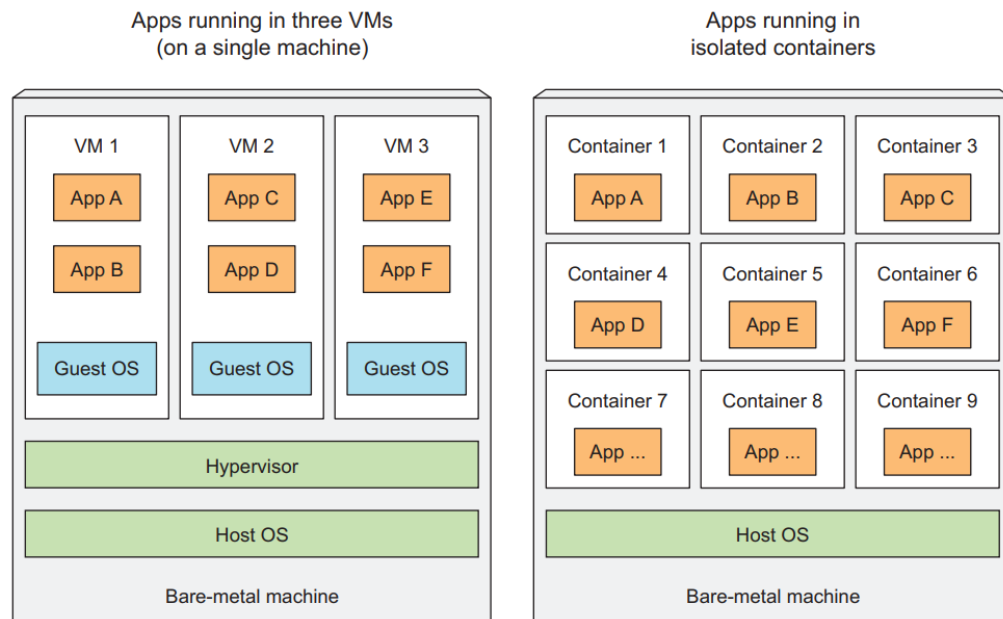 Apps running in three VMs
(on a single machine)
VM 1
VM 2
VM 3
App A
App C
App E
App B
App D
App F
Guest OS
Guest OS
Guest OS
Hypervisor
Host OS
Bare-metal machine
Apps running in
isolated containers
Container 1
Container 2
Container 3
App A
App B
App C
Container 4
Container 5
Container 6
App D
App E
App F
Container 7
Container 8
Container 9
App ...
App ...
App ...
Host OS
Bare-metal machine